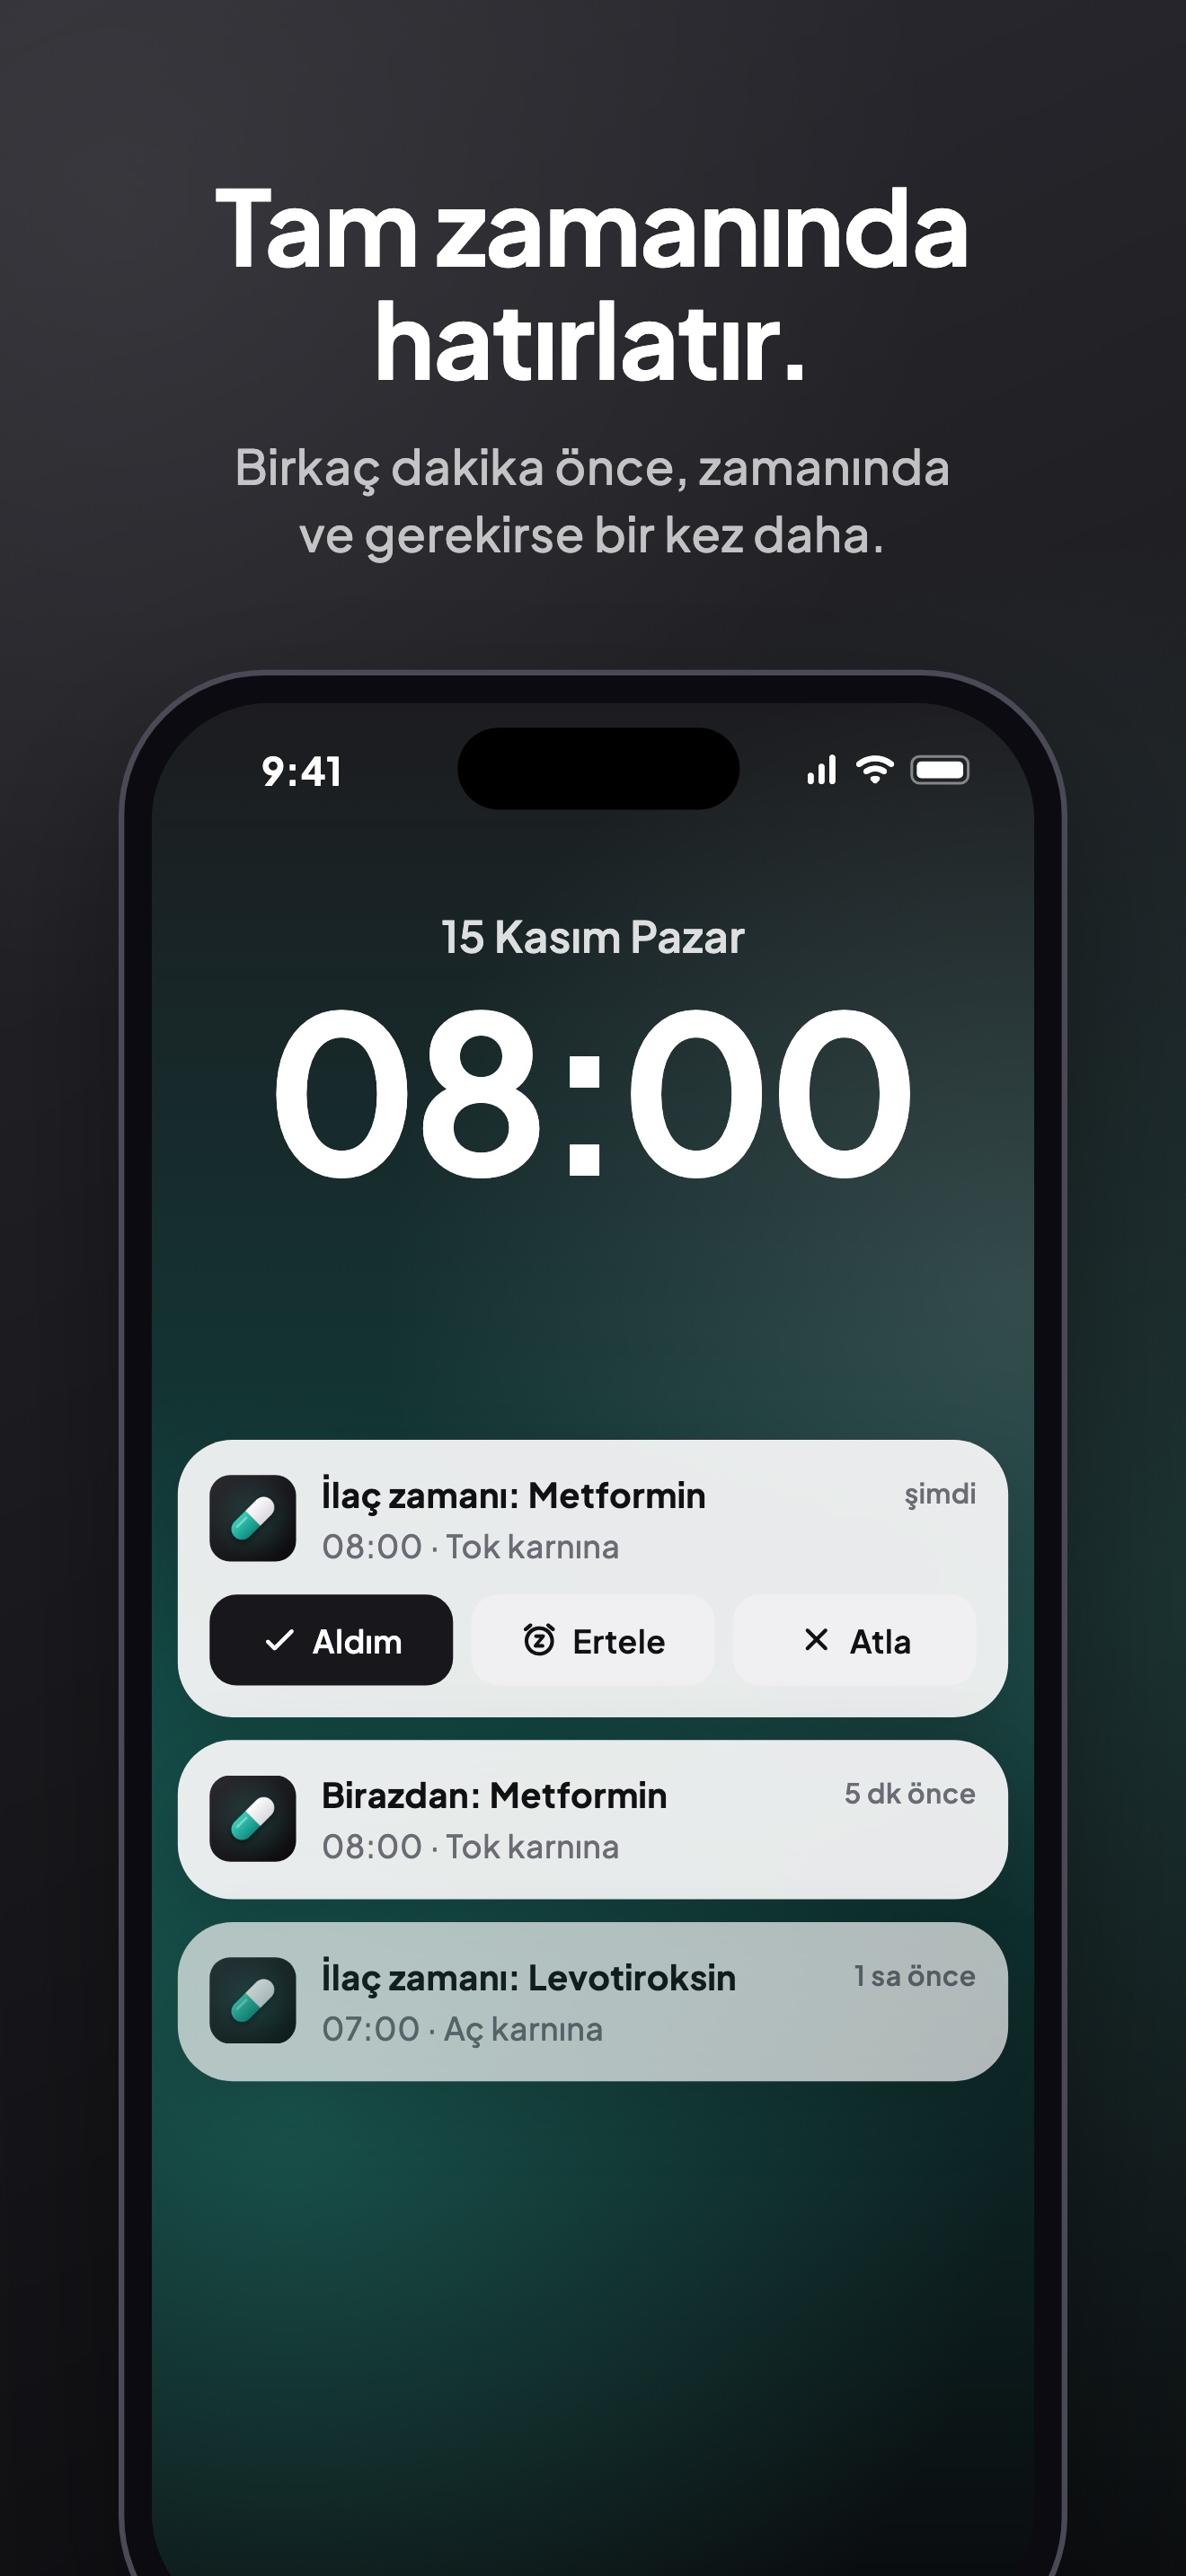 Tam zamanında
hatırlatır.
Birkaç dakika önce, zamanında
ve gerekirse bir kez daha.
9:41
15 Kasım Pazar
08:00
İlaç zamanı: Metformin
şimdi
08:00 · Tok karnına
Aldım
Ertele
Atla
Birazdan: Metformin
5 dk önce
08:00 · Tok karnına
İlaç zamanı: Levotiroksin
1 sa önce
07:00 · Aç karnına